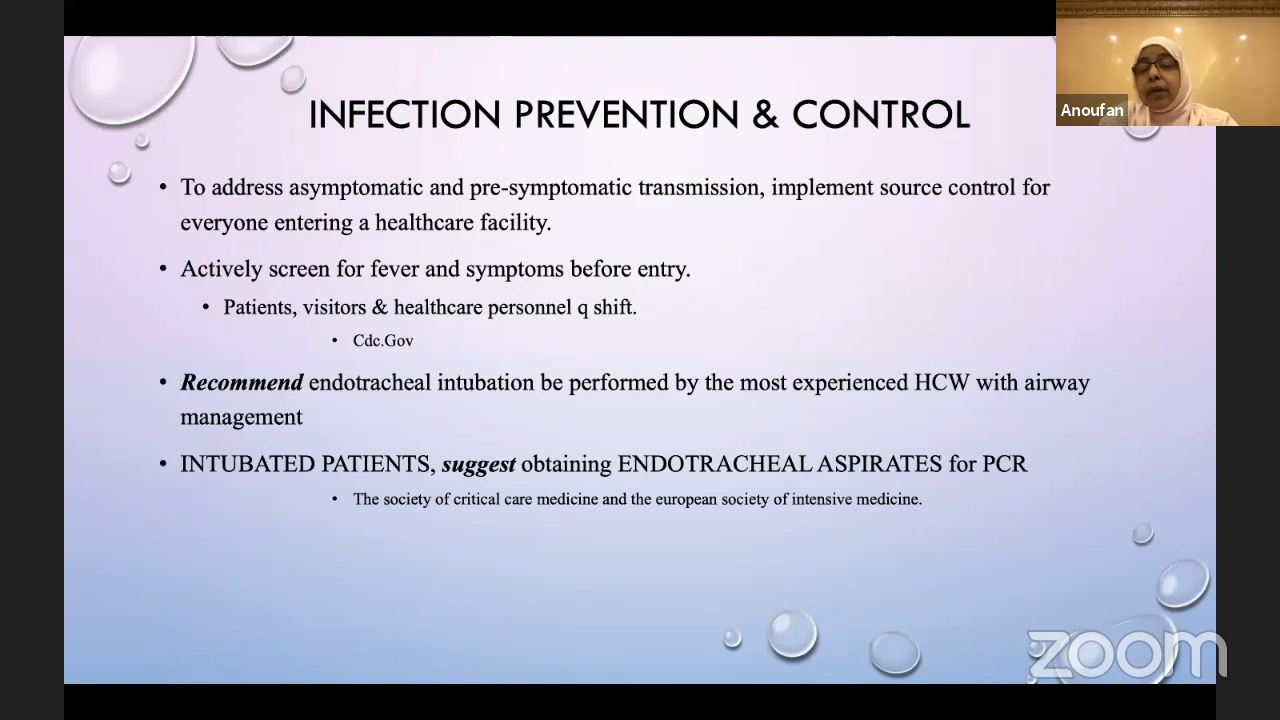 INFECTION PREVENTION & CONTROL
Anoufan
• To address asymptomatic and pre-symptomatic transmission, implement source control for
everyone entering a healthcare facility.
• Actively screen for fever and symptoms before entry.
• Patients, visitors & healthcare personnel q shift.
• Cdc.Gov
• Recommend endotracheal intubation be performed by the most experienced HCW with airway
management
• INTUBATED PATIENTS, suggest obtaining ENDOTRACHEAL ASPIRATES for PCR
• The society of critical care medicine and the european society of intensive medicine.
zoom